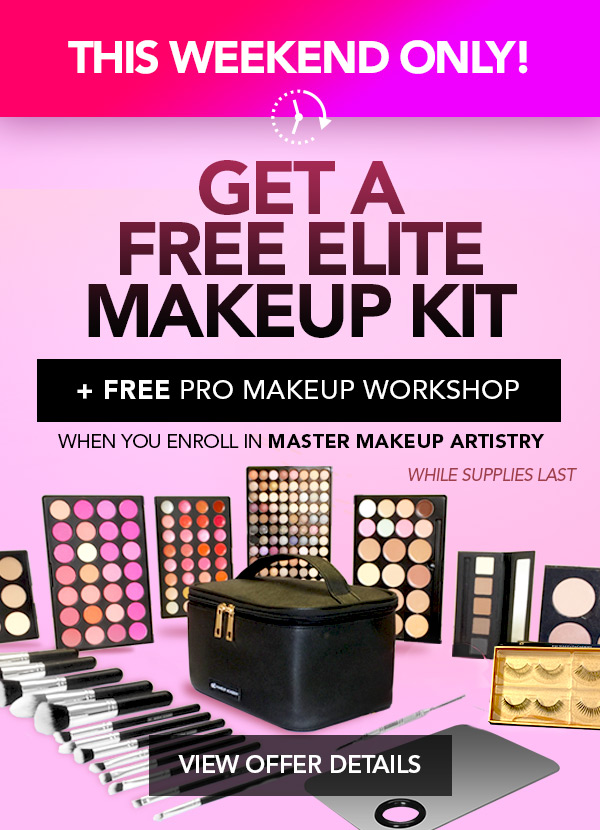 THIS WEEKEND ONLY!
GET A
FREE ELITE
MAKEUP KIT
+ FREE PRO MAKEUP WORKSHOP
WHEN YOU ENROLL IN MASTER MAKEUP ARTISTRY
WHILE SUPPLIES LAST
VIEW OFFER DETAILS